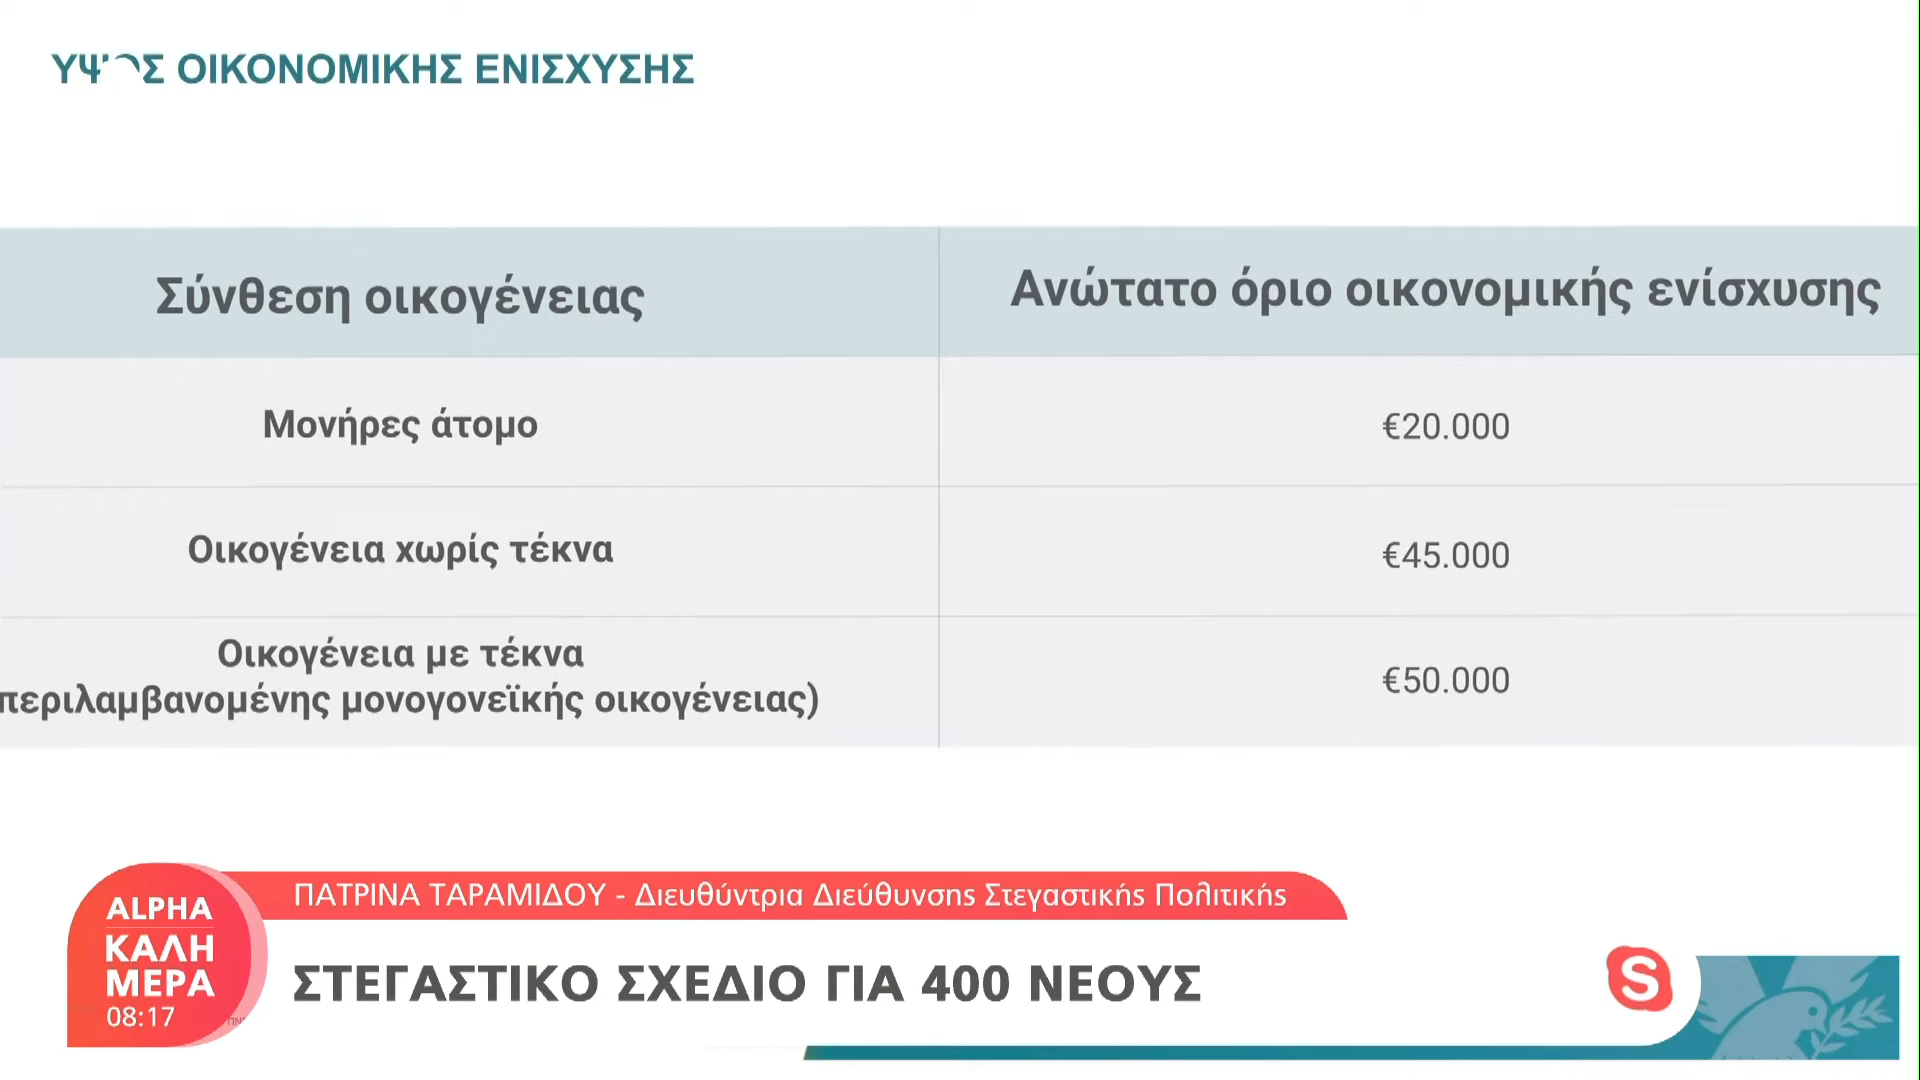 ΥΨΟΣ ΟΙΚΟΝΟΜΙΚΗΣ ΕΝΙΣΧΥΣΗΣ
Σύνθεση οικογένειας
Ανώτατο όριο οικονομικής ενίσχυσης
Μονήρες άτομο
€20.000
Οικογένεια χωρίς τέκνα
€45.000
Οικογένεια με τέκνα
περιλαμβανομένης μονογονεϊκής οικογένειας)
€50.000
ΠΑΤΡΙΝΑ ΤΑΡΑΜΙΔΟΥ - Διευθύντρια Διεύθυνσης Στεγαστικής Πολιτικής
ALPHA
ΚΑΛΗ
ΜΕΡΑ
08:17
ΣΤΕΓΑΣΤΙΚΟ ΣΧΕΔΙΟ ΓΙΑ 400 ΝΕΟΥΣ
S